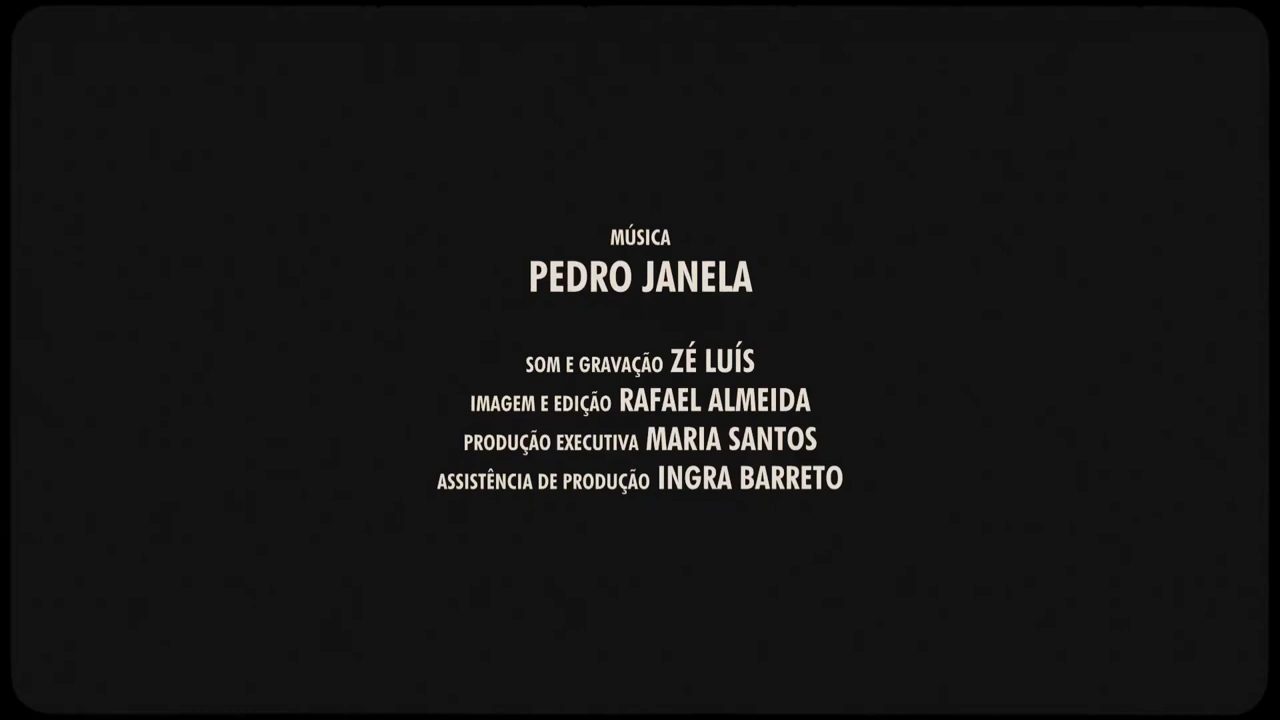 MÚSICA
PEDRO JANELA
SOM E GRAVAÇÃO ZÉ LUÍS
IMAGEM E EDIÇÃO RAFAEL ALMEIDA
PRODUÇÃO EXECUTIVA MARIA SANTOS
ASSISTÊNCIA DE PRODUÇÃO INGRA BARRETO